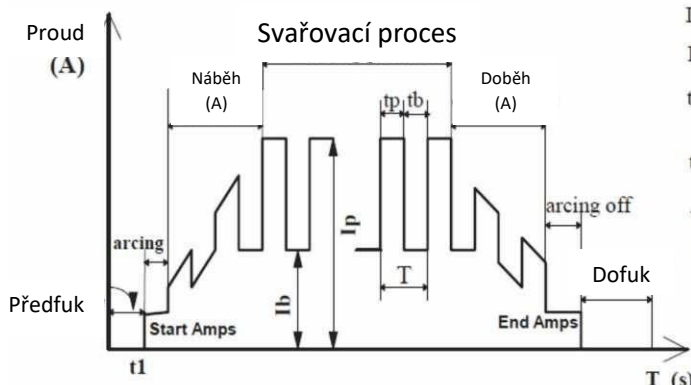 Proud
(A)
Svařovací proces
Náběh
(A)
tp
tb
Doběh
(A)
arcing
arcing off
Ip
Ib
T
Předfuk
Dofuk
Start Amps
End Amps
t1
T (s)